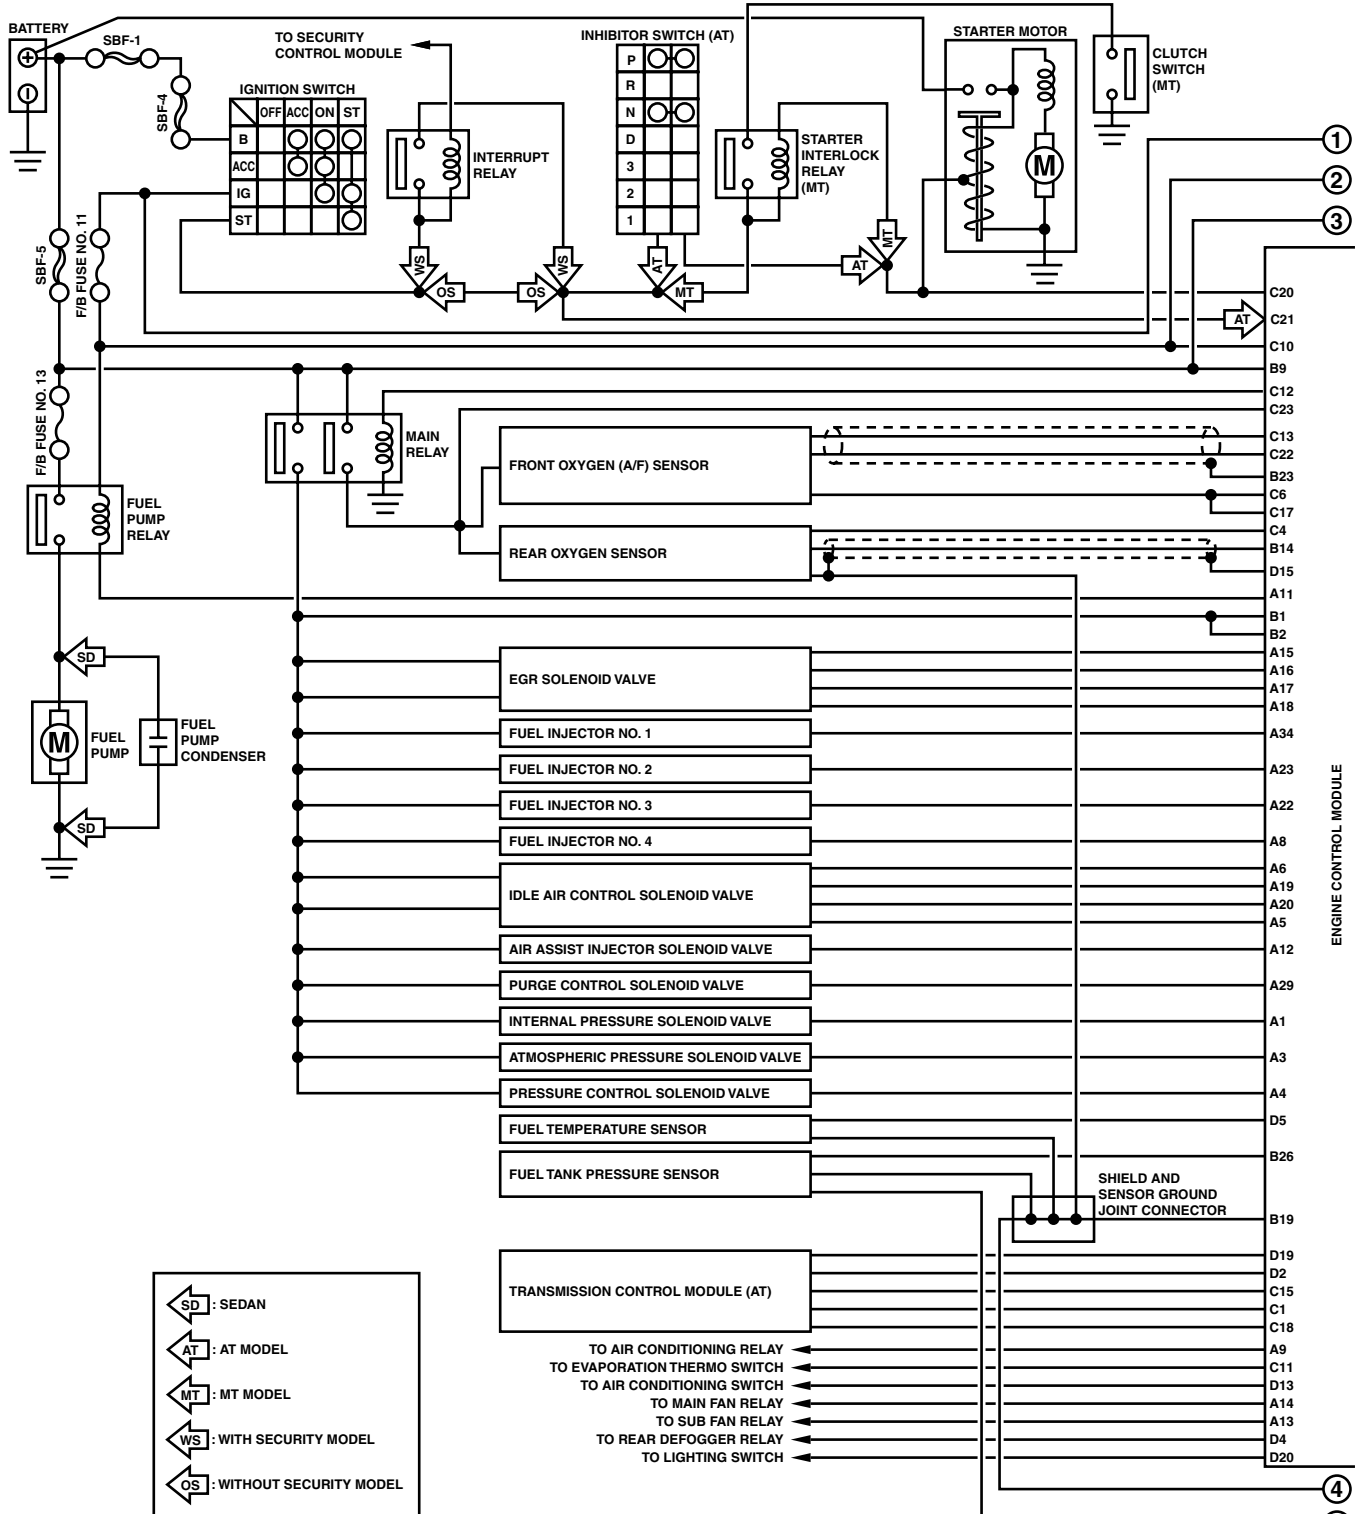 BATTERY
SBF-1
SBF-4
TO SECURITY
CONTROL MODULE
IGNITION SWITCH
OFF ACC ON ST
B
ACC
IG
ST
INTERRUPT
RELAY
INHIBITOR SWITCH (AT)
P
R
N
D
3
2
1
STARTER
INTERLOCK
RELAY
(MT)
STARTER MOTOR
M
CLUTCH
SWITCH
(MT)
1
2
3
SBF-5
F/B FUSE NO. 11
WS
OS
OS
WS
AT
MT
AT
MT
AT
C20
C21
C10
B9
C12
C23
C13
C22
B23
C6
C17
C4
B14
D15
A11
B1
B2
A15
A16
A17
A18
A34
A23
A22
A8
A6
A19
A20
A5
A12
A29
A1
A3
A4
D5
B26
B19
D19
D2
C15
C1
C18
A9
C11
D13
A14
A13
D4
D20
ENGINE CONTROL MODULE
F/B FUSE NO. 13
MAIN
RELAY
FUEL
PUMP
RELAY
SD
M
FUEL
PUMP
FUEL
PUMP
CONDENSER
SD
FRONT OXYGEN (A/F) SENSOR
REAR OXYGEN SENSOR
EGR SOLENOID VALVE
FUEL INJECTOR NO. 1
FUEL INJECTOR NO. 2
FUEL INJECTOR NO. 3
FUEL INJECTOR NO. 4
IDLE AIR CONTROL SOLENOID VALVE
AIR ASSIST INJECTOR SOLENOID VALVE
PURGE CONTROL SOLENOID VALVE
INTERNAL PRESSURE SOLENOID VALVE
ATMOSPHERIC PRESSURE SOLENOID VALVE
PRESSURE CONTROL SOLENOID VALVE
FUEL TEMPERATURE SENSOR
FUEL TANK PRESSURE SENSOR
SHIELD AND
SENSOR GROUND
JOINT CONNECTOR
TRANSMISSION CONTROL MODULE (AT)
TO AIR CONDITIONING RELAY
TO EVAPORATION THERMO SWITCH
TO AIR CONDITIONING SWITCH
TO MAIN FAN RELAY
TO SUB FAN RELAY
TO REAR DEFOGGER RELAY
TO LIGHTING SWITCH
4
SD : SEDAN
AT : AT MODEL
MT : MT MODEL
WS : WITH SECURITY MODEL
OS : WITHOUT SECURITY MODEL